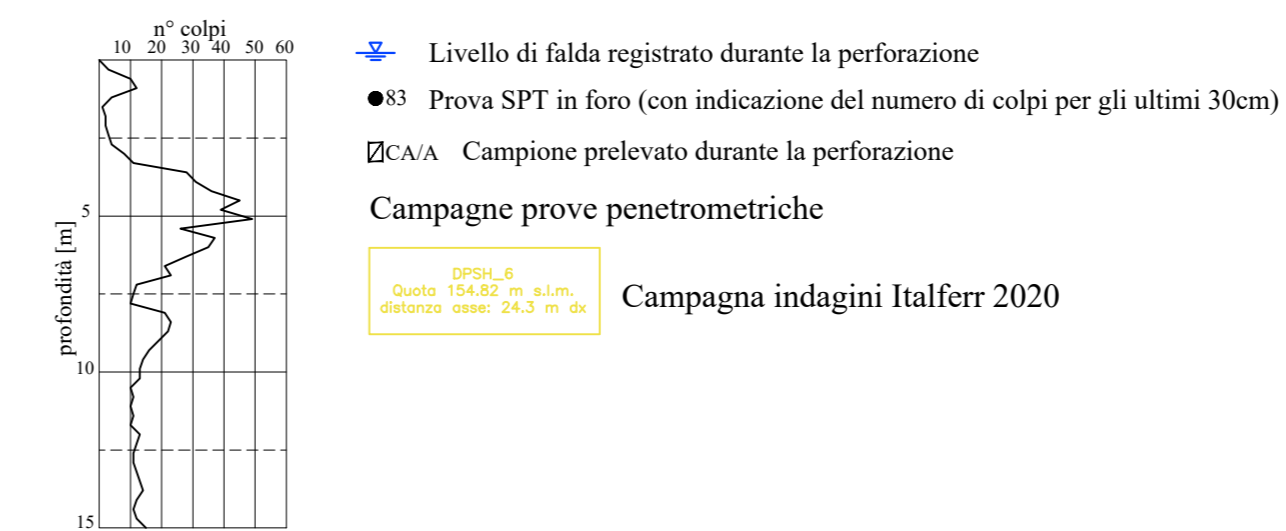 n° colpi
10 20 30 40 50 60
5
10
15
profondità [m]
Livello di falda registrato durante la perforazione
83 Prova SPT in foro (con indicazione del numero di colpi per gli ultimi 30cm)
CA/A Campione prelevato durante la perforazione
Campagne prove penetrometriche
DPSH_6
Quota 154.82 m s.l.m.
distanza asse: 24.3 m dx
Campagna indagini Italferr 2020